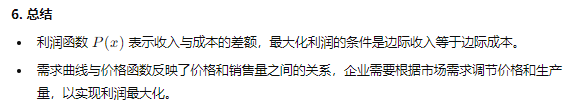 6. 总结
• 利润函数 P(x) 表示收入与成本的差额，最大化利润的条件是边际收入等于边际成本。
• 需求曲线与价格函数反映了价格和销售量之间的关系，企业需要根据市场需求调节价格和生产
量，以实现利润最大化。